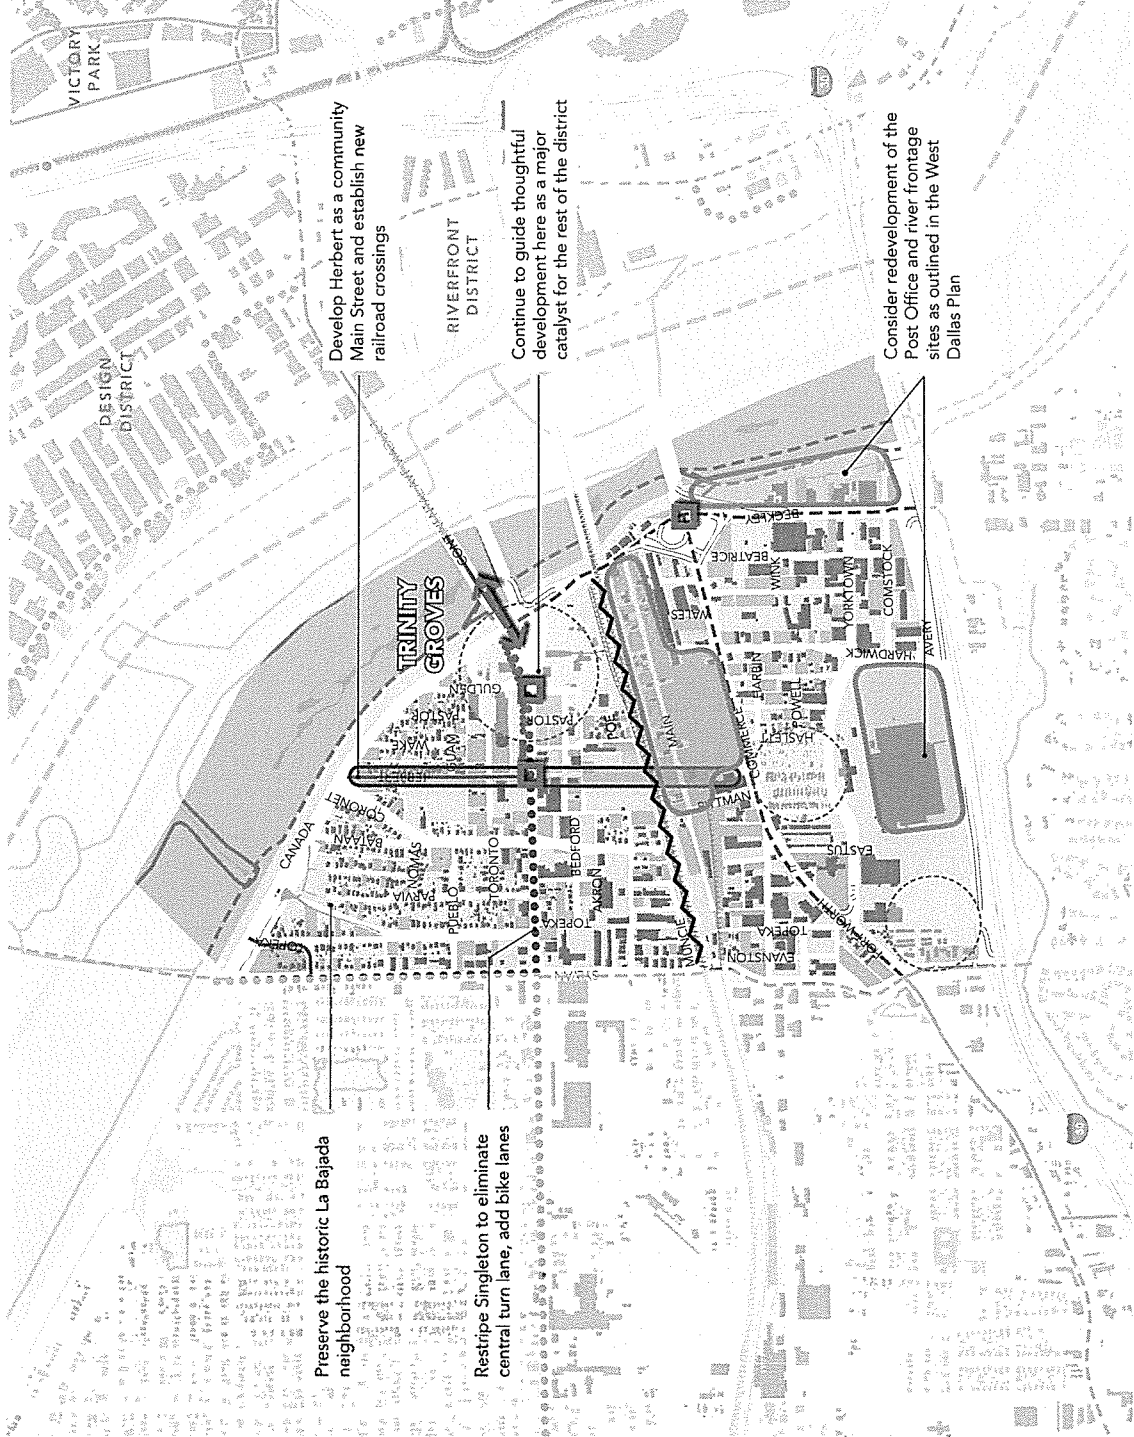 VICTORY
PARK
DESIGN
DISTRICT
RIVERFRONT
DISTRICT
TRINITY
GROVES
Develop Herbert as a community
Main Street and establish new
railroad crossings
Continue to guide thoughtful
development here as a major
catalyst for the rest of the district
Consider redevelopment of the
Post Office and river frontage
sites as outlined in the West
Dallas Plan
Preserve the historic La Bajada
neighborhood
Restripe Singleton to eliminate
central turn lane, add bike lanes
CANADA
TOPEKA
CORONET
BATAAN
NOMAS
PARVIA
PUEBLO
TORONTO
BEDFORD
AKRON
TOPEKA
MUNCIE
EVANSTON
TOPEKA
FORT WORTH
EASTUS
PITTMAN
COMMERCE
HASLETT
POWELL
HARDWICK
AVERY
COMSTOCK
YORKTOWN
WINK
BEATRICE
BECKLEY
WALES
MAIN
POE
PASTOR
GULDEN
PASTOR
GUAM
HERBERT
SYLVAN
CONTINENTAL